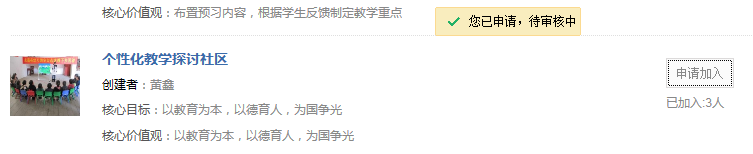 核心价值观：布置预习内容，根据学生反馈制定教学重点
您已申请，待审核中
个性化教学探讨社区
创建者：黄鑫
申请加入
核心目标：以教育为本，以德育人，为国争光
已加入:3人
核心价值观：以教育为本，以德育人，为国争光